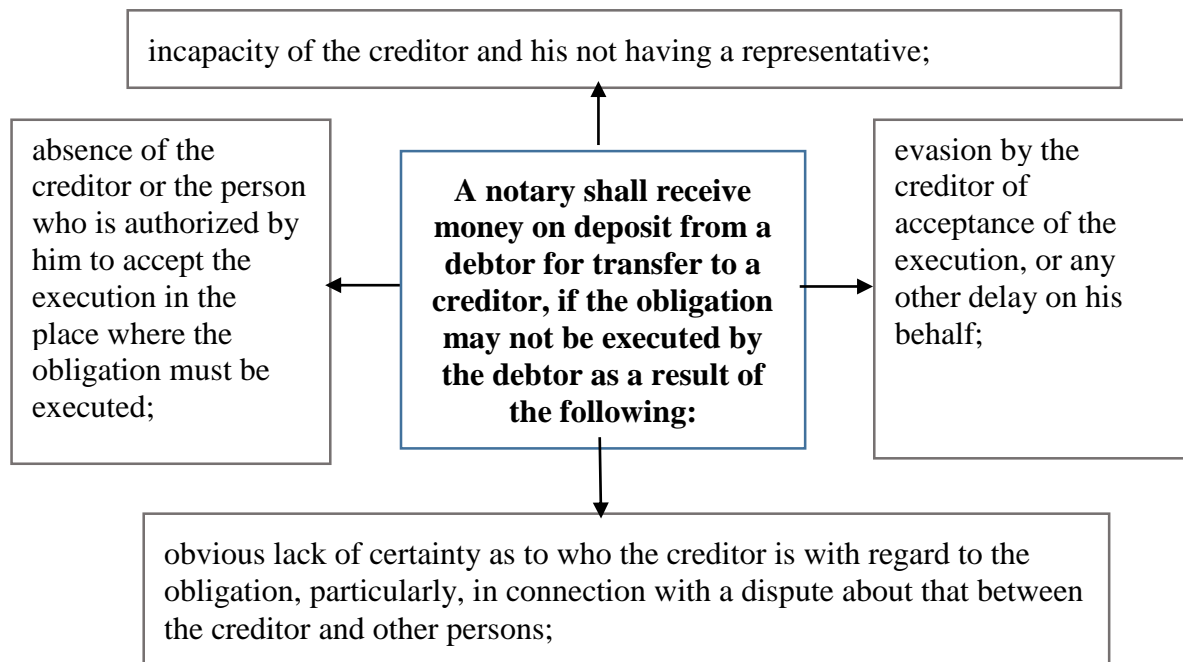 incapacity of the creditor and his not having a representative;
absence of the
creditor or the person
who is authorized by
him to accept the
execution in the
place where the
obligation must be
executed;
A notary shall receive
money on deposit from a
debtor for transfer to a
creditor, if the obligation
may not be executed by
the debtor as a result of
the following:
evasion by the
creditor of
acceptance of the
execution, or any
other delay on his
behalf;
obvious lack of certainty as to who the creditor is with regard to the
obligation, particularly, in connection with a dispute about that between
the creditor and other persons;